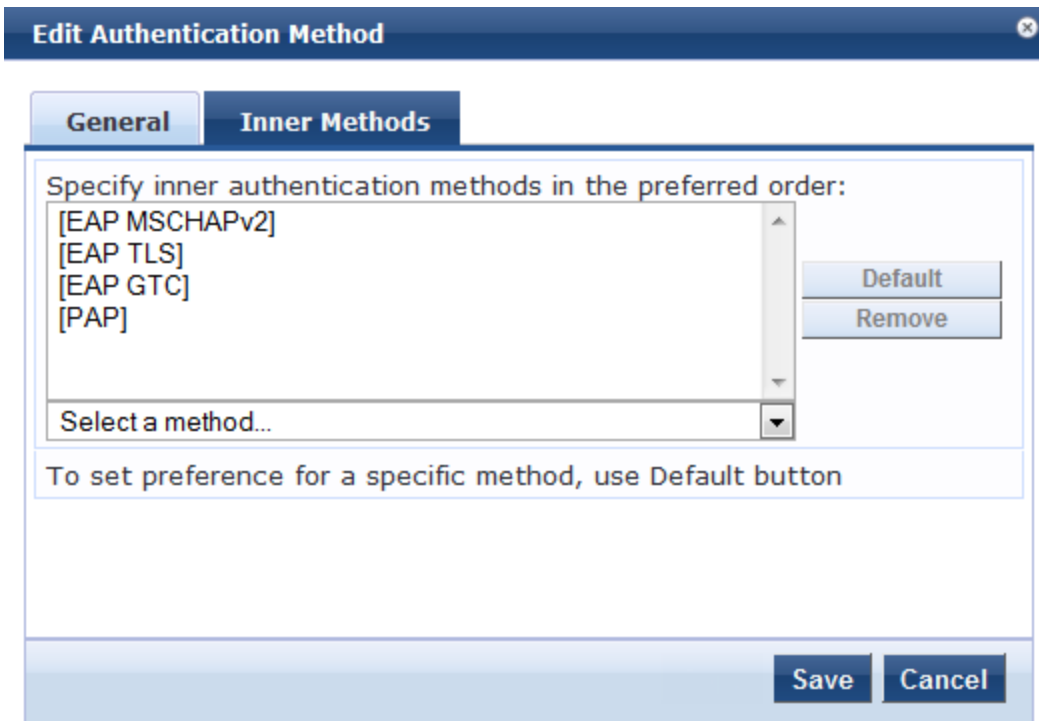 Edit Authentication Method
General
Inner Methods
Specify inner authentication methods in the preferred order:
[EAP MSCHAPv2]
[EAP TLS]
[EAP GTC]
[PAP]
Default
Remove
Select a method...
To set preference for a specific method, use Default button
Save
Cancel